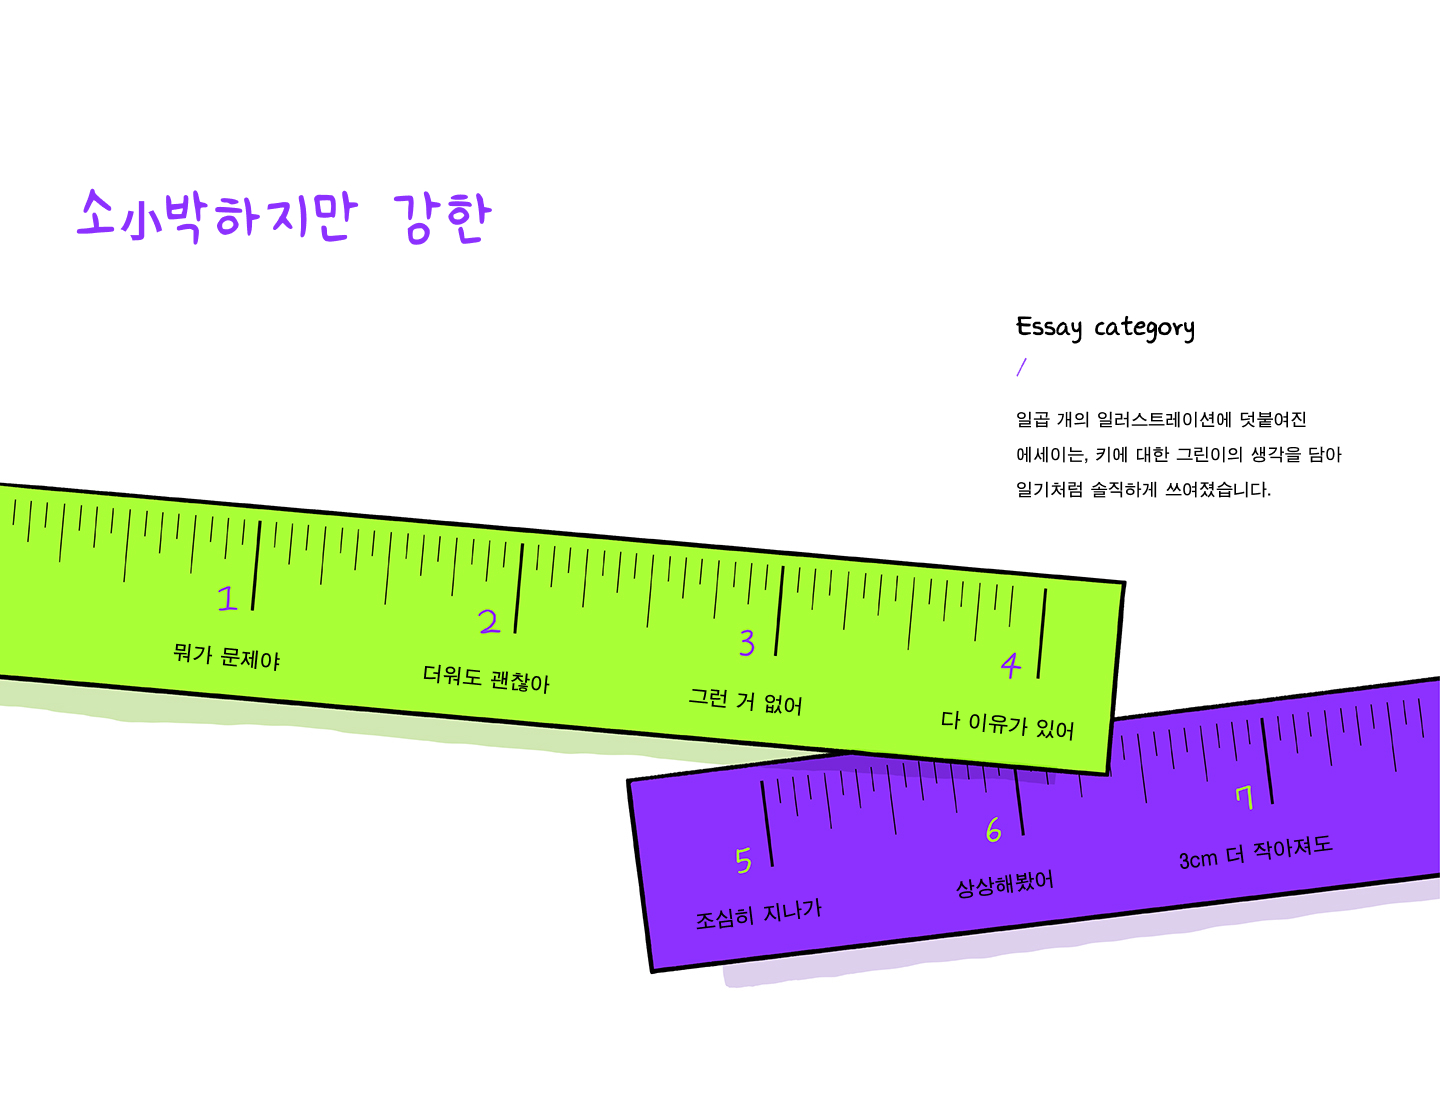 소小박하지만 강한
Essay category
/
일곱 개의 일러스트레이션에 덧붙여진
에세이는, 키에 대한 그린이의 생각을 담아
일기처럼 솔직하게 쓰여졌습니다.
1
뭐가 문제야
2
더워도 괜찮아
3
그런 거 없어
4
다 이유가 있어
5
조심히 지나가
6
상상해봤어
7
3cm 더 작아져도